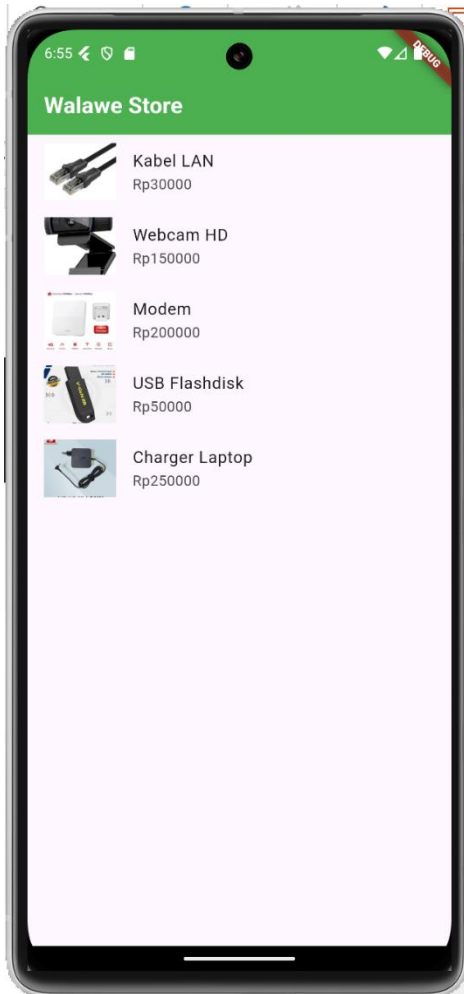 6:55
DEBUG
Walawe Store
Kabel LAN
Rp30000
Webcam HD
Rp150000
Modem
Rp200000
USB Flashdisk
Rp50000
Charger Laptop
Rp250000